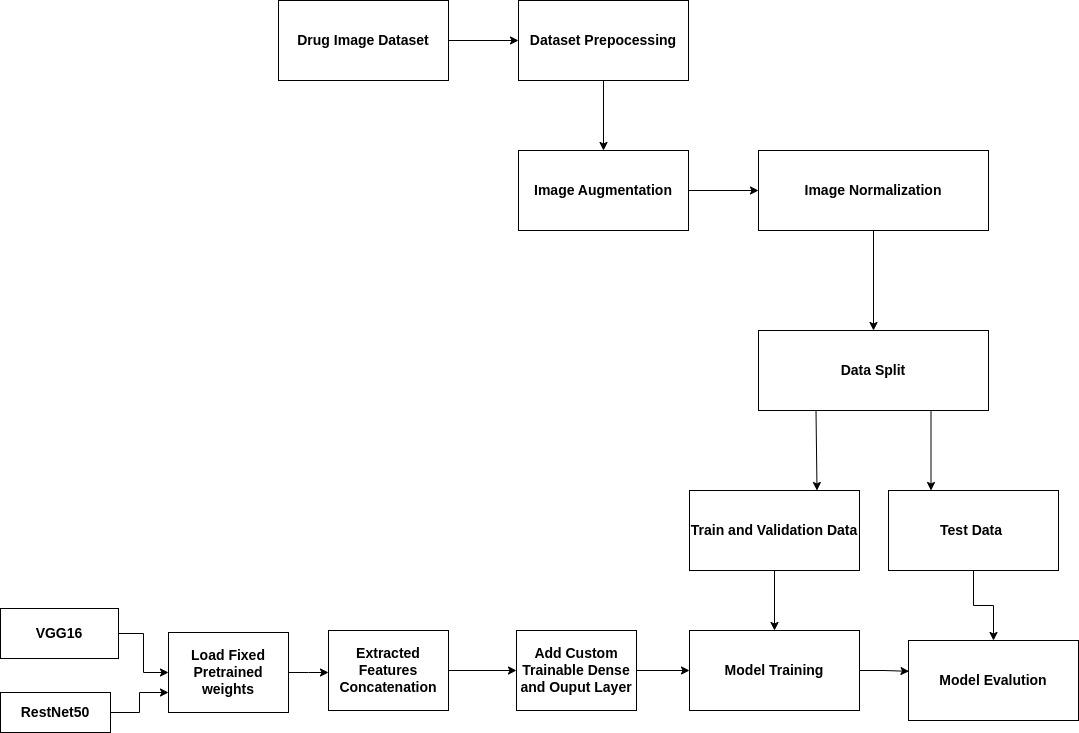 Drug Image Dataset
Dataset Prepocessing
Image Augmentation
Image Normalization
Data Split
Train and Validation Data
Test Data
VGG16
RestNet50
Load Fixed
Pretrained
weights
Extracted
Features
Concatenation
Add Custom
Trainable Dense
and Ouput Layer
Model Training
Model Evalution